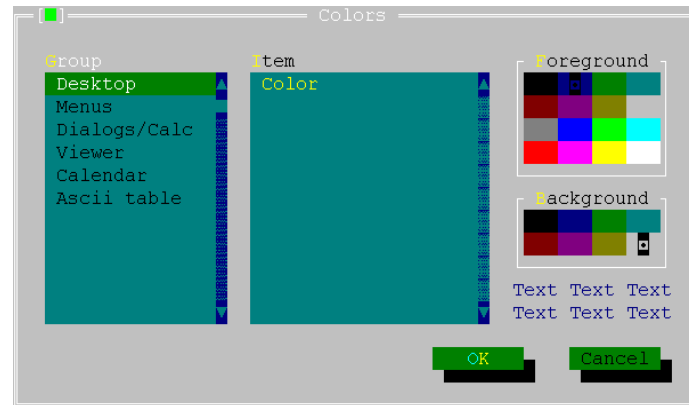 Colors
Group
Desktop
Menus
Dialogs/Calc
Viewer
Calendar
Ascii table
Item
Color
Foreground
Background
Text Text Text
Text Text Text
OK
Cancel